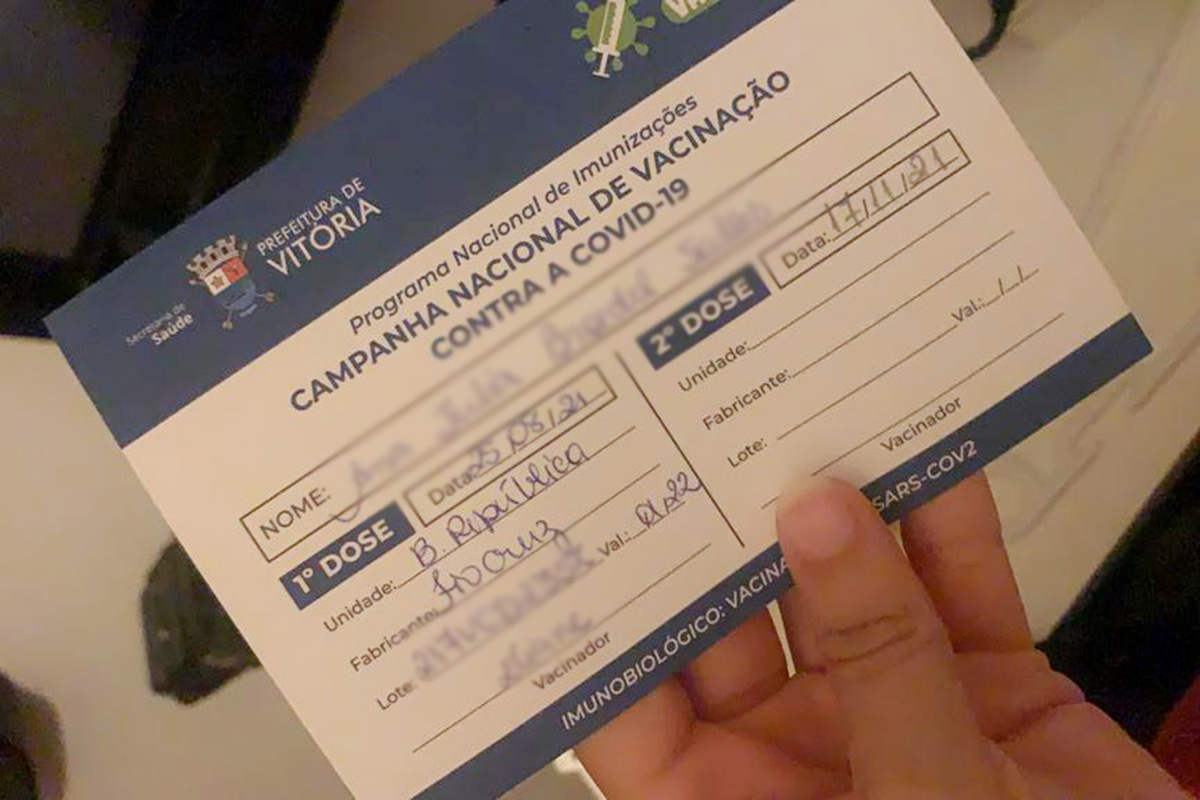 Secretaria de
Saúde
PREFEITURA DE
VITÓRIA
Programa Nacional de Imunizações
CAMPANHA NACIONAL DE VACINAÇÃO
CONTRA A COVID-19
NOME:
1º DOSE
Data: 25/08/21
Unidade: B. República
Fabricante: Fiocruz
Lote: Val.: 01.22
Vacinador
2º DOSE
Data: 17/11/21
Unidade:
Fabricante:
Lote: Val.: / /
Vacinador
IMUNOBIOLÓGICO: VACINA SARS-COV2